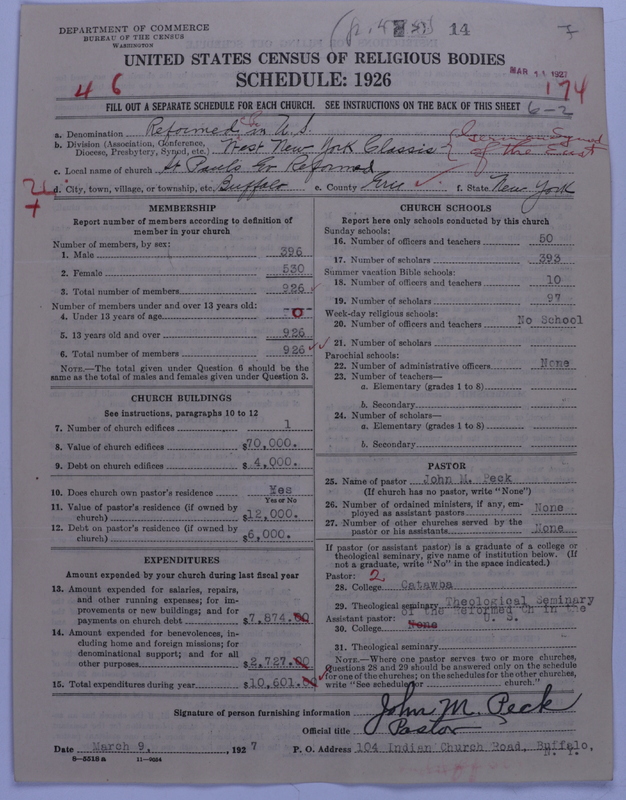 DEPARTMENT OF COMMERCE
BUREAU OF THE CENSUS
WASHINGTON
14
UNITED STATES CENSUS OF RELIGIOUS BODIES
MAR 11 1927
SCHEDULE: 1926
4 6
174
FILL OUT A SEPARATE SCHEDULE FOR EACH CHURCH. SEE INSTRUCTIONS ON THE BACK OF THIS SHEET
6-2
a. Denomination Reformed Ch in U.S.
b. Division (Association, Conference, Diocese, Presbytery, Synod, etc.) West New York Classis
German Synod of the East
c. Local name of church St Pauls Ev Reformed
d. City, town, village, or township, etc. Buffalo e. County Erie f. State New York
MEMBERSHIP
Report number of members according to definition of member in your church
Number of members, by sex:
1. Male 396
2. Female 530
3. Total number of members 926
Number of members under and over 13 years old:
4. Under 13 years of age 0
5. 13 years old and over 926
6. Total number of members 926
NOTE.—The total given under Question 6 should be the same as the total of males and females given under Question 3.
CHURCH BUILDINGS
See instructions, paragraphs 10 to 12
7. Number of church edifices 1
8. Value of church edifices $70,000.
9. Debt on church edifices $4,000.
10. Does church own pastor's residence Yes
Yes or No
11. Value of pastor's residence (if owned by church) $12,000.
12. Debt on pastor's residence (if owned by church) $6,000.
EXPENDITURES
Amount expended by your church during last fiscal year
13. Amount expended for salaries, repairs, and other running expenses; for improvements or new buildings; and for payments on church debt $7,874.00
14. Amount expended for benevolences, including home and foreign missions; for denominational support; and for all other purposes $2,727.00
15. Total expenditures during year $10,601.00
CHURCH SCHOOLS
Report here only schools conducted by this church
Sunday schools:
16. Number of officers and teachers 50
17. Number of scholars 393
Summer vacation Bible schools:
18. Number of officers and teachers 10
19. Number of scholars 97
Week-day religious schools:
20. Number of officers and teachers No School
21. Number of scholars
Parochial schools:
22. Number of administrative officers None
23. Number of teachers—
a. Elementary (grades 1 to 8)
b. Secondary
24. Number of scholars—
a. Elementary (grades 1 to 8)
b. Secondary
PASTOR
25. Name of pastor John M. Peck
(If church has no pastor, write "None")
26. Number of ordained ministers, if any, employed as assistant pastors None
27. Number of other churches served by the pastor or his assistants None
If pastor (or assistant pastor) is a graduate of a college or theological seminary, give name of institution below. (If not a graduate, write "No" in the space indicated.)
Pastor: 2
28. College Catawba
29. Theological seminary Theological Seminary of the Reformed Ch in the U. S.
Assistant pastor:
30. College None
31. Theological seminary
NOTE.—Where one pastor serves two or more churches, Questions 28 and 29 should be answered only on the schedule for one of the churches; on the schedules for the other churches, write "See schedule for church."
Signature of person furnishing information John M. Peck
Official title Pastor
Date March 9, 1927 P. O. Address 104 Indian Church Road, Buffalo, N. Y.
8-5518 a 11-9034